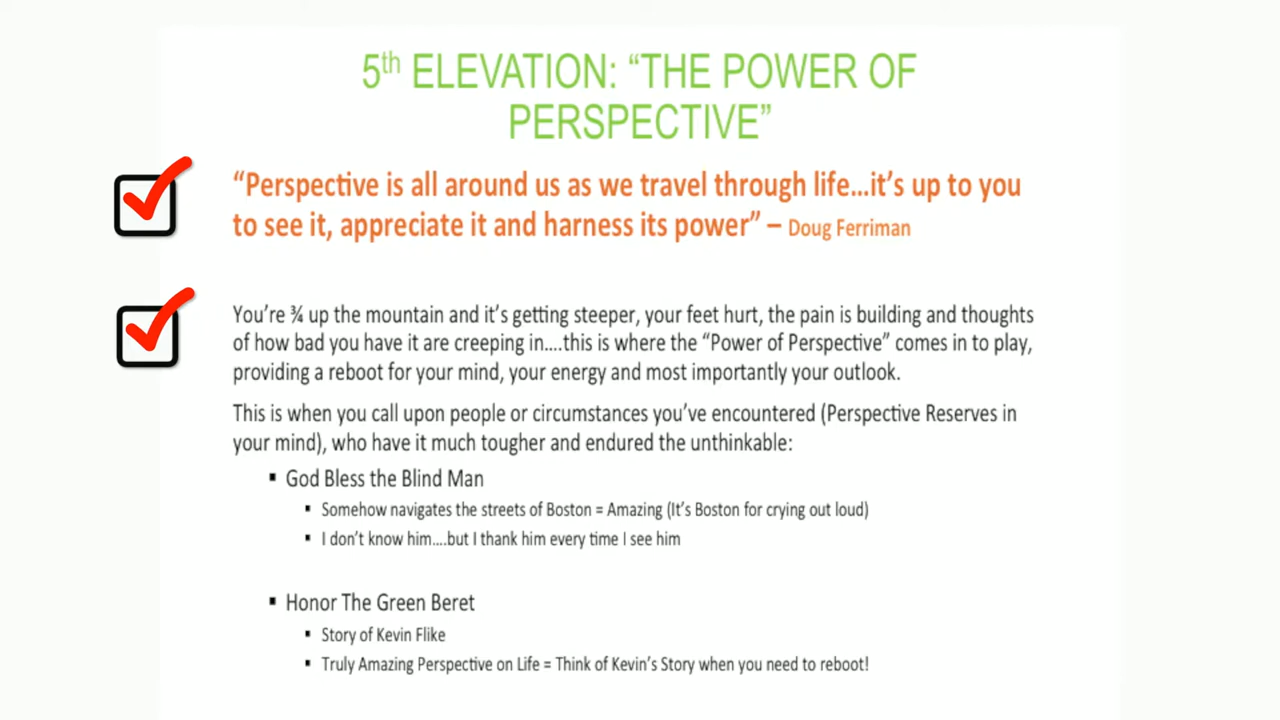 5th ELEVATION: “THE POWER OF
PERSPECTIVE”
“Perspective is all around us as we travel through life…it’s up to you
to see it, appreciate it and harness its power” – Doug Ferriman
You’re ¾ up the mountain and it’s getting steeper, your feet hurt, the pain is building and thoughts
of how bad you have it are creeping in….this is where the “Power of Perspective” comes in to play,
providing a reboot for your mind, your energy and most importantly your outlook.
This is when you call upon people or circumstances you’ve encountered (Perspective Reserves in
your mind), who have it much tougher and endured the unthinkable:
▪ God Bless the Blind Man
▪ Somehow navigates the streets of Boston = Amazing (It’s Boston for crying out loud)
▪ I don’t know him….but I thank him every time I see him
▪ Honor The Green Beret
▪ Story of Kevin Flike
▪ Truly Amazing Perspective on Life = Think of Kevin’s Story when you need to reboot!